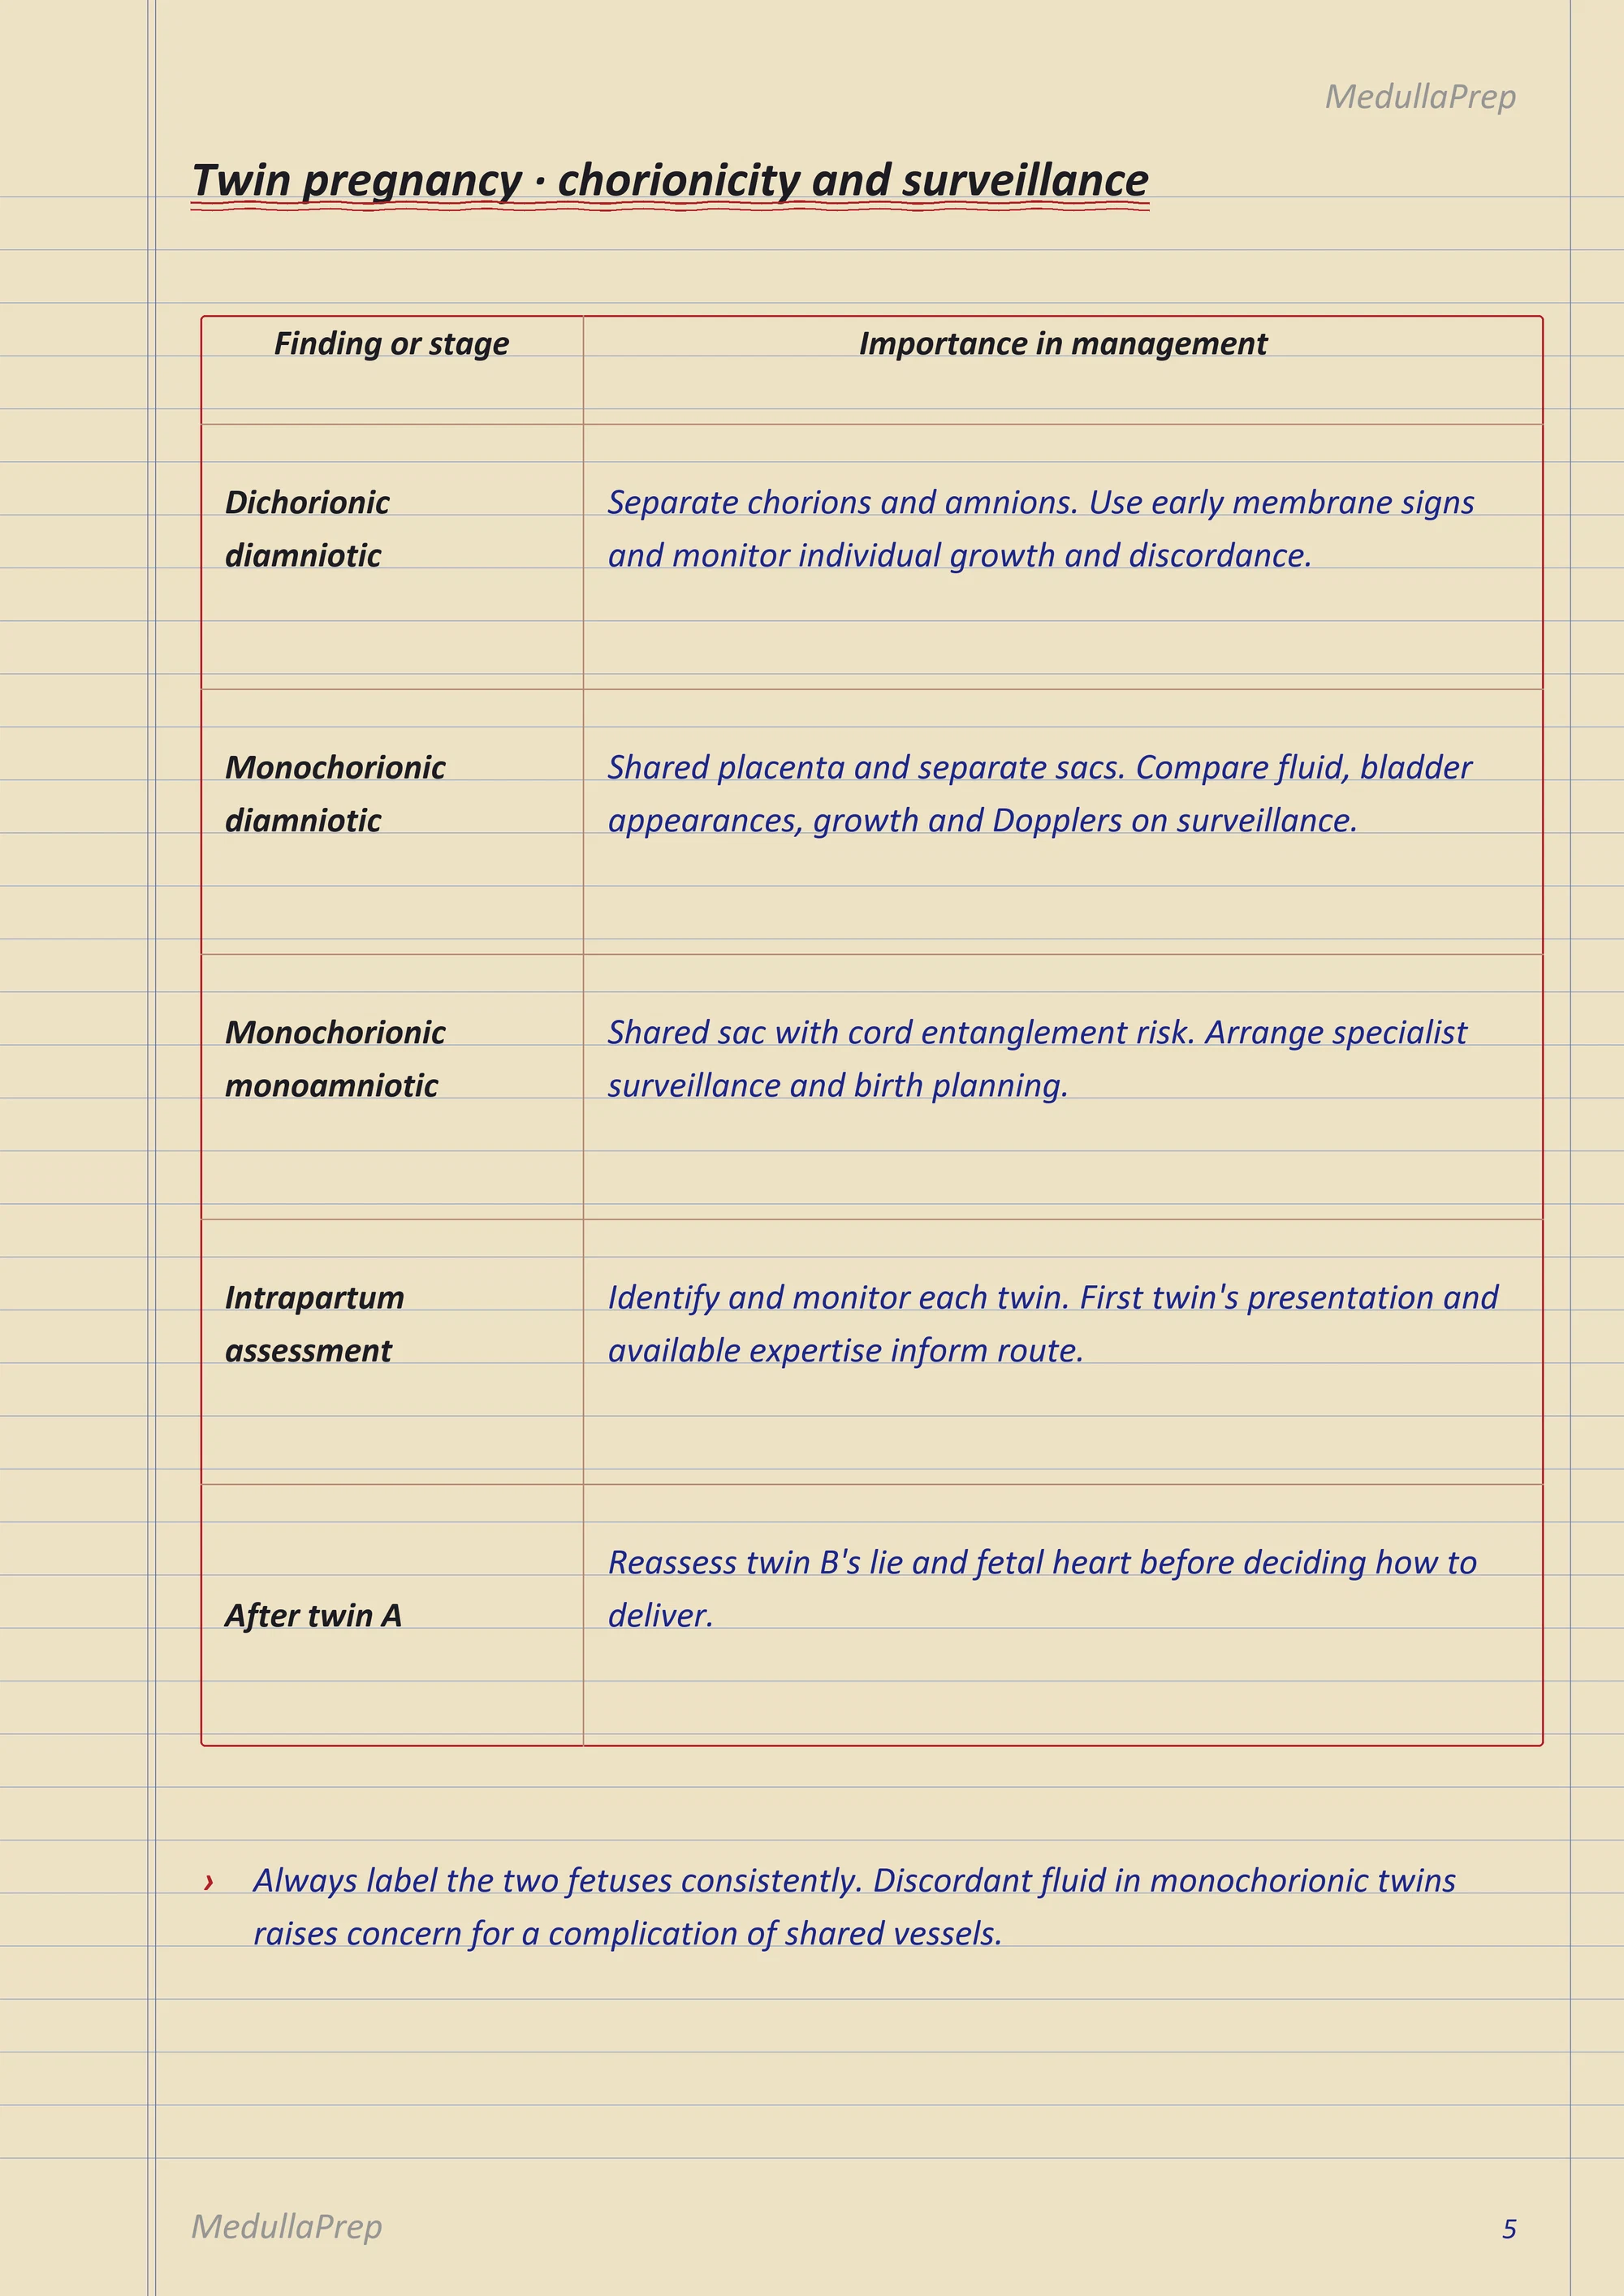 MedullaPrep
Twin pregnancy · chorionicity and surveillance
Finding or stage
Importance in management
Dichorionic
diamniotic
Separate chorions and amnions. Use early membrane signs
and monitor individual growth and discordance.
Monochorionic
diamniotic
Shared placenta and separate sacs. Compare fluid, bladder
appearances, growth and Dopplers on surveillance.
Monochorionic
monoamniotic
Shared sac with cord entanglement risk. Arrange specialist
surveillance and birth planning.
Intrapartum
assessment
Identify and monitor each twin. First twin's presentation and
available expertise inform route.
After twin A
Reassess twin B's lie and fetal heart before deciding how to
deliver.
› Always label the two fetuses consistently. Discordant fluid in monochorionic twins
raises concern for a complication of shared vessels.
MedullaPrep
5